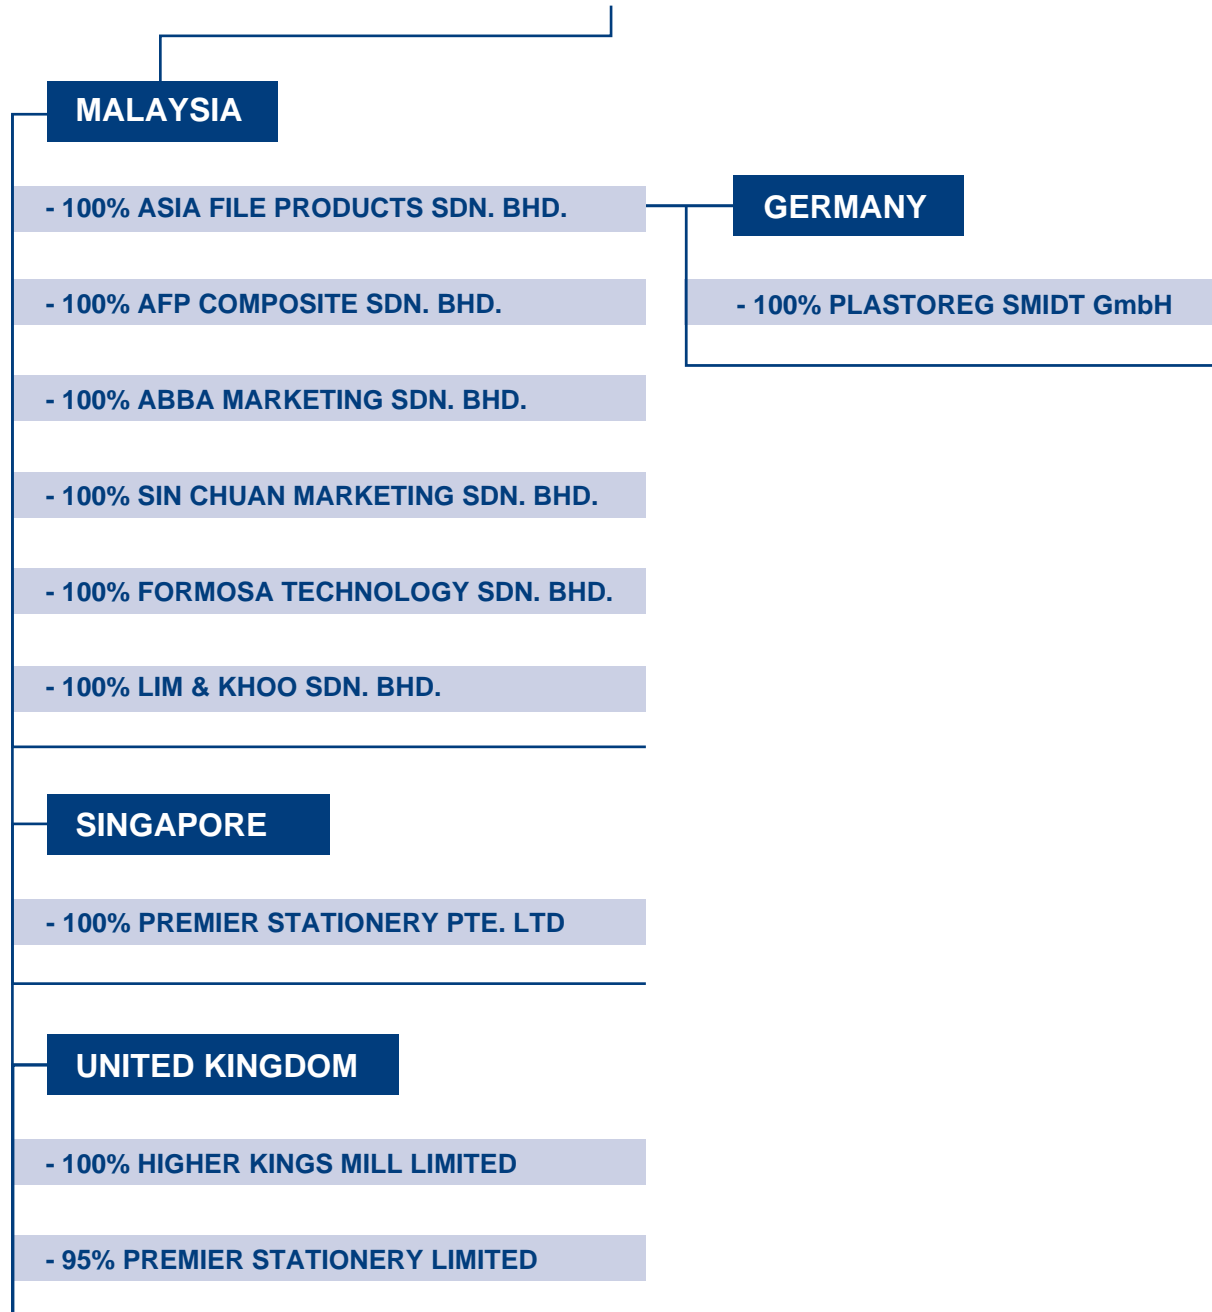 MALAYSIA
- 100% ASIA FILE PRODUCTS SDN. BHD.
GERMANY
- 100% AFP COMPOSITE SDN. BHD.
- 100% PLASTOREG SMIDT GmbH
- 100% ABBA MARKETING SDN. BHD.
- 100% SIN CHUAN MARKETING SDN. BHD.
- 100% FORMOSA TECHNOLOGY SDN. BHD.
- 100% LIM & KHOO SDN. BHD.
SINGAPORE
- 100% PREMIER STATIONERY PTE. LTD
UNITED KINGDOM
- 100% HIGHER KINGS MILL LIMITED
- 95% PREMIER STATIONERY LIMITED